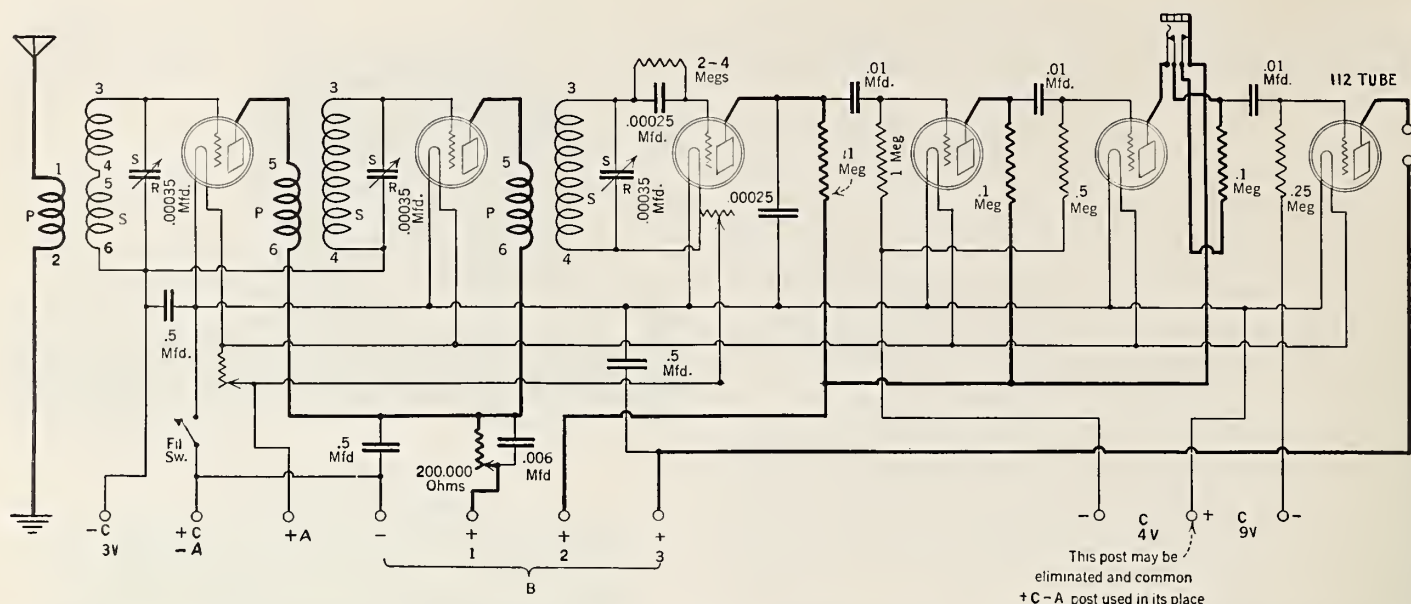 1
P
2
3
4
5
S
6
S
R
.00035
Mfd.
5
P
6
3
S
4
S
R
.00035
Mfd.
5
P
6
3
S
4
S
R
.00035
Mfd.
2-4
Megs
.00025
Mfd.
.00025
.1
Meg
.01
Mfd.
1 Meg
.1
Meg
.01
Mfd.
.5
Meg
.1
Meg
.01
Mfd.
.25
Meg
112 TUBE
.5
Mfd.
Fil
Sw.
.5
Mfd
200.000
Ohms
.006
Mfd
.5
Mfd.
-C
3V
+C
-A
+A
-
+
1
+
2
+
3
B
-
C
4V
+
C
9V
-
This post may be
eliminated and common
+C-A post used in its place